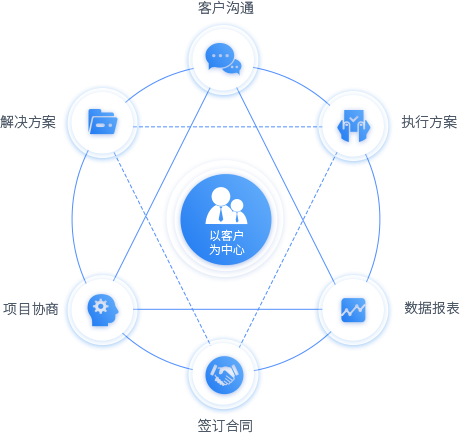 客户沟通
解决方案
执行方案
以客户
为中心
项目协商
数据报表
签订合同